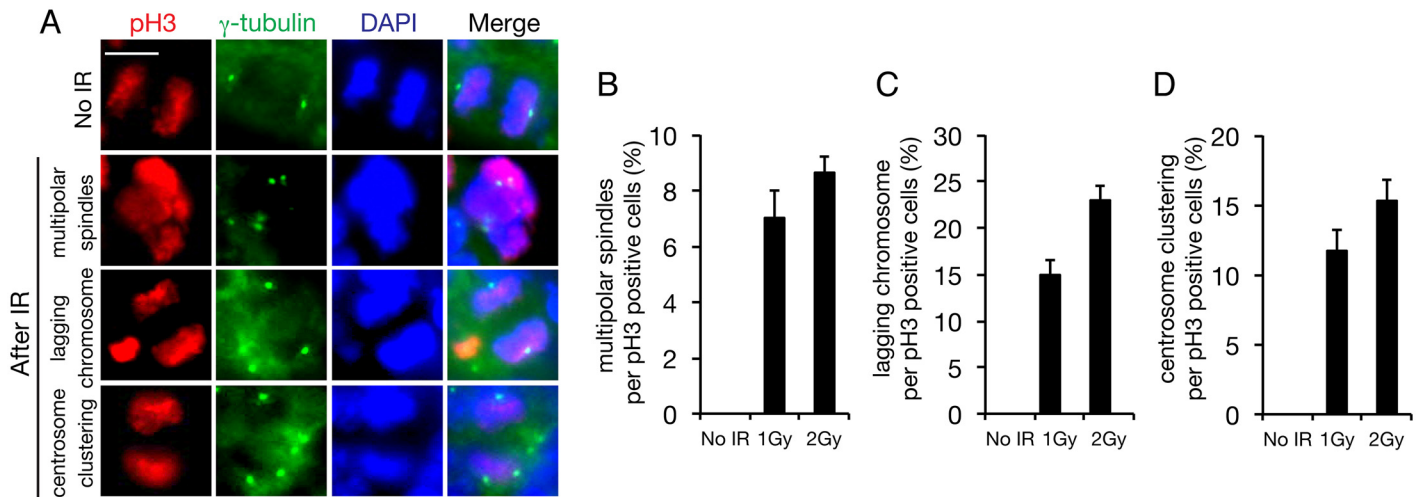 A
pH3 γ-tubulin DAPI Merge
No IR
After IR
multipolar
spindles
lagging
chromosome
centrosome
clustering
B
multipolar spindles
per pH3 positive cells (%)
10
8
6
4
2
0
No IR 1Gy 2Gy
C
lagging chromosome
per pH3 positive cells (%)
30
25
20
15
10
5
0
No IR 1Gy 2Gy
D
centrosome clustering
per pH3 positive cells (%)
20
15
10
5
0
No IR 1Gy 2Gy